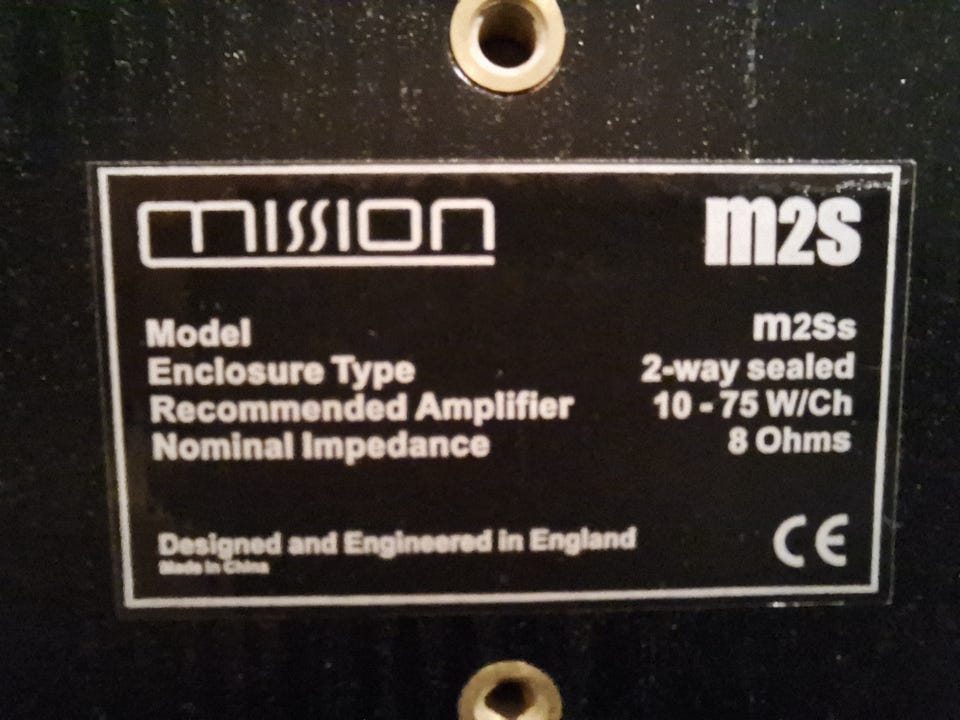 mission m2s
Model m2Ss
Enclosure Type 2-way sealed
Recommended Amplifier 10 - 75 W/Ch
Nominal Impedance 8 Ohms
Designed and Engineered in England CE
Made in China